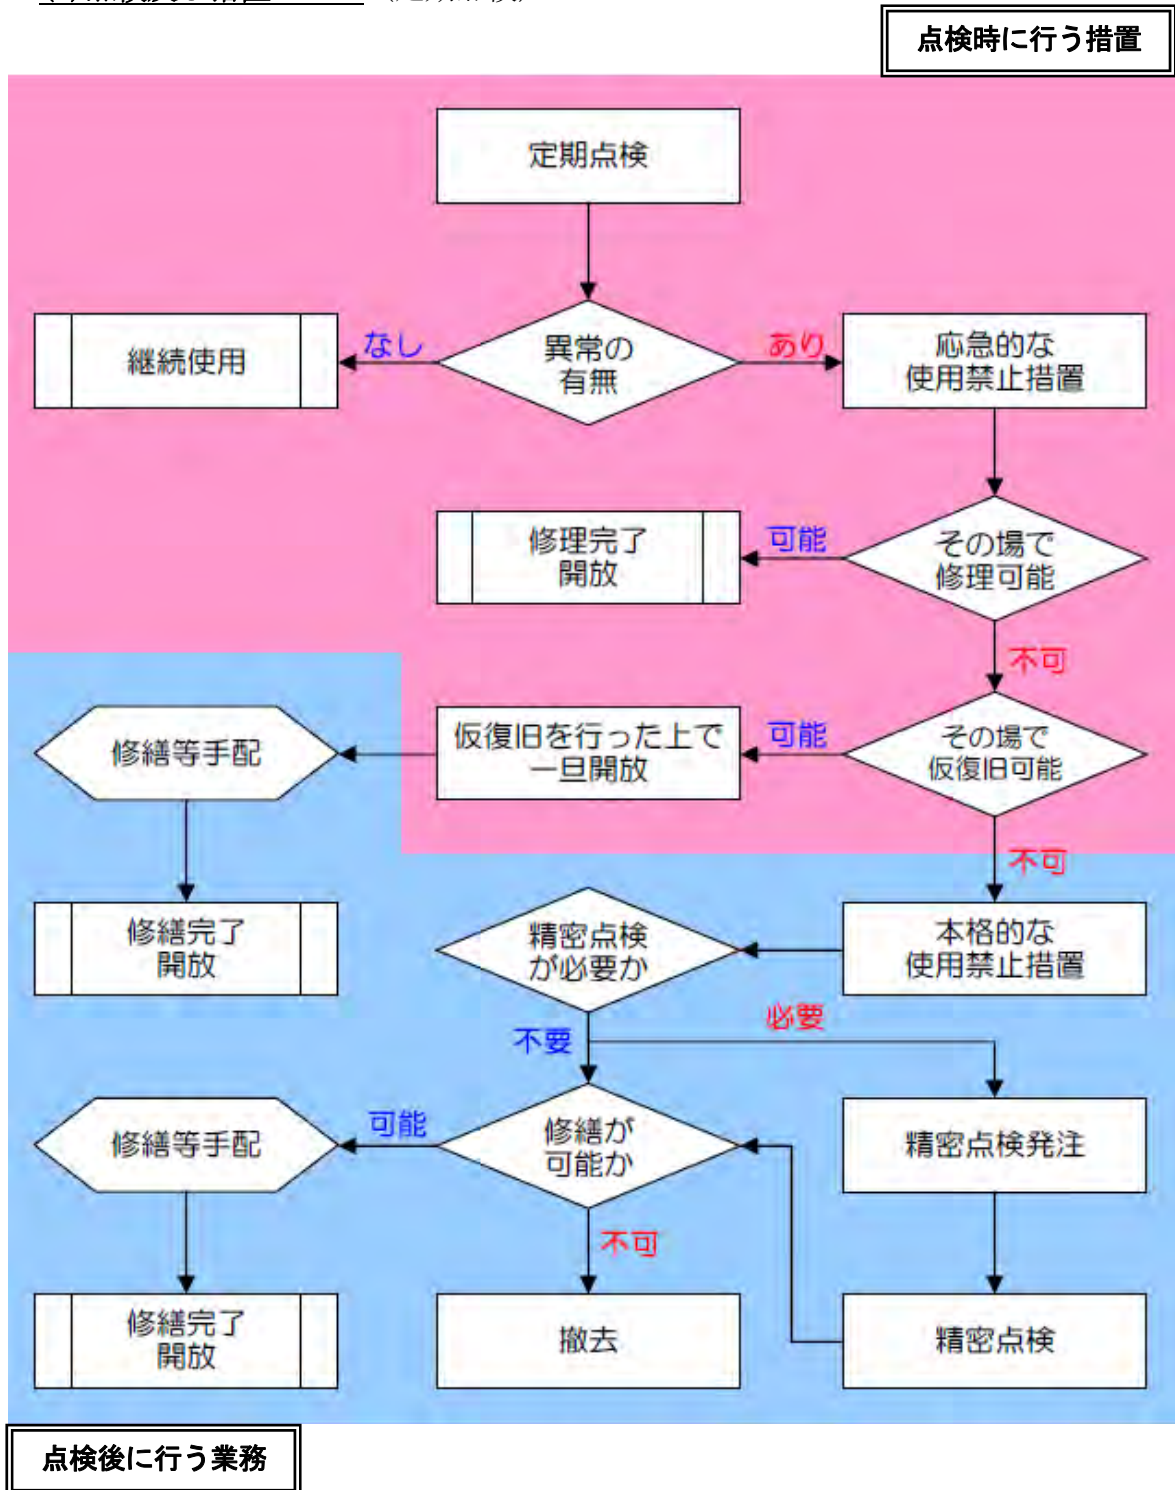 点検時に行う措置
定期点検
継続使用
なし
異常の
有無
あり
応急的な
使用禁止措置
修理完了
開放
可能
その場で
修理可能
不可
修繕等手配
仮復旧を行った上で
一旦開放
可能
その場で
仮復旧可能
不可
修繕完了
開放
精密点検
が必要か
本格的な
使用禁止措置
不要
必要
修繕等手配
可能
修繕が
可能か
精密点検発注
不可
修繕完了
開放
撤去
精密点検
点検後に行う業務